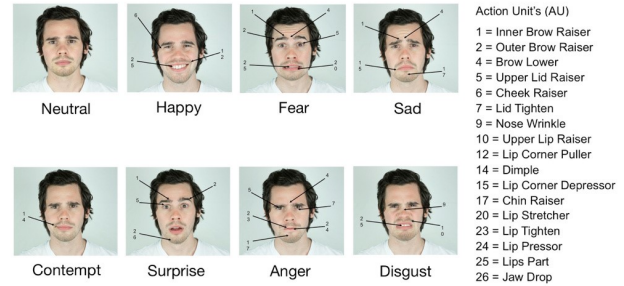 Neutral
Happy
Fear
Sad
Contempt
Surprise
Anger
Disgust
Action Unit's (AU)
1 = Inner Brow Raiser
2 = Outer Brow Raiser
4 = Brow Lower
5 = Upper Lid Raiser
6 = Cheek Raiser
7 = Lid Tighten
9 = Nose Wrinkle
10 = Upper Lip Raiser
12 = Lip Corner Puller
14 = Dimple
15 = Lip Corner Depressor
17 = Chin Raiser
20 = Lip Stretcher
23 = Lip Tighten
24 = Lip Pressor
25 = Lips Part
26 = Jaw Drop